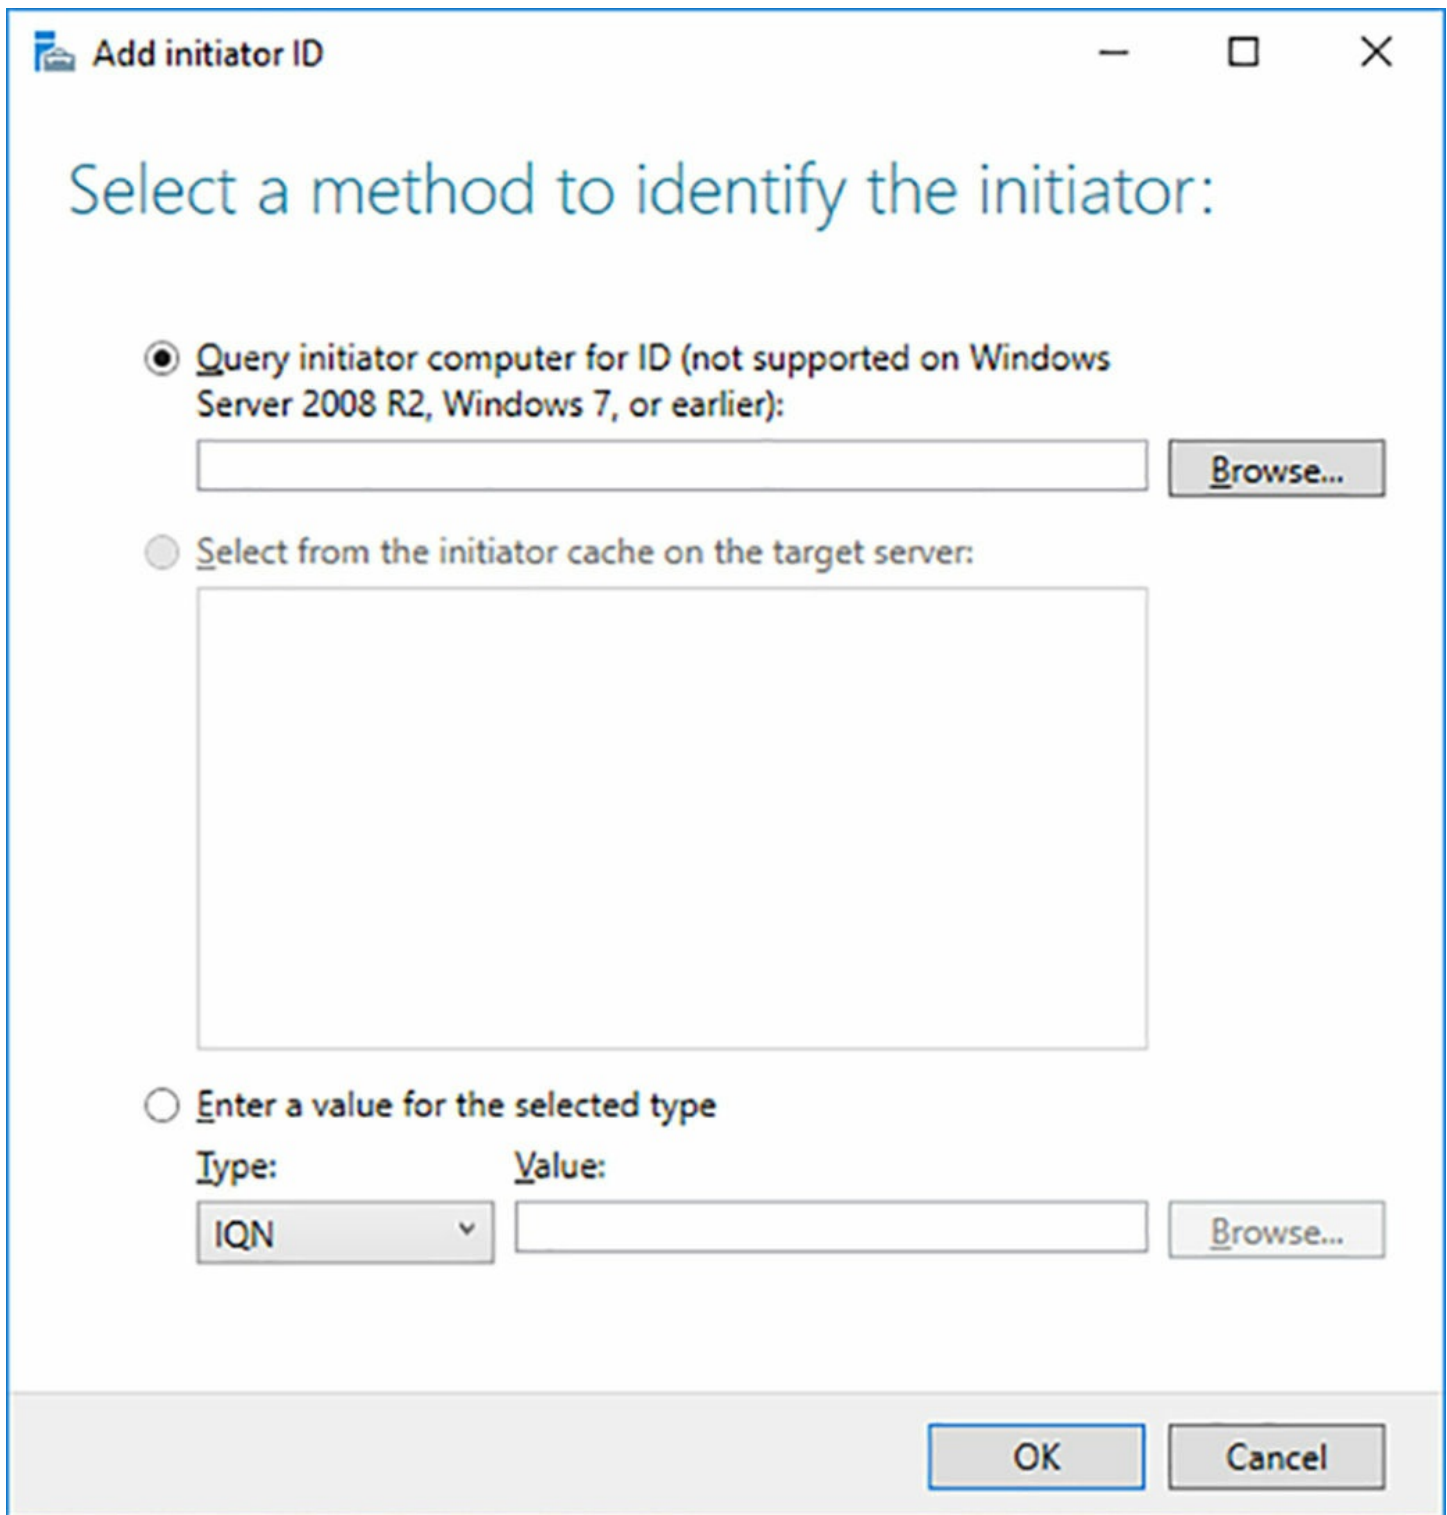 Add initiator ID
Select a method to identify the initiator:
Query initiator computer for ID (not supported on Windows
Server 2008 R2, Windows 7, or earlier):
Browse...
Select from the initiator cache on the target server:
Enter a value for the selected type
Type: Value:
IQN Browse...
OK Cancel